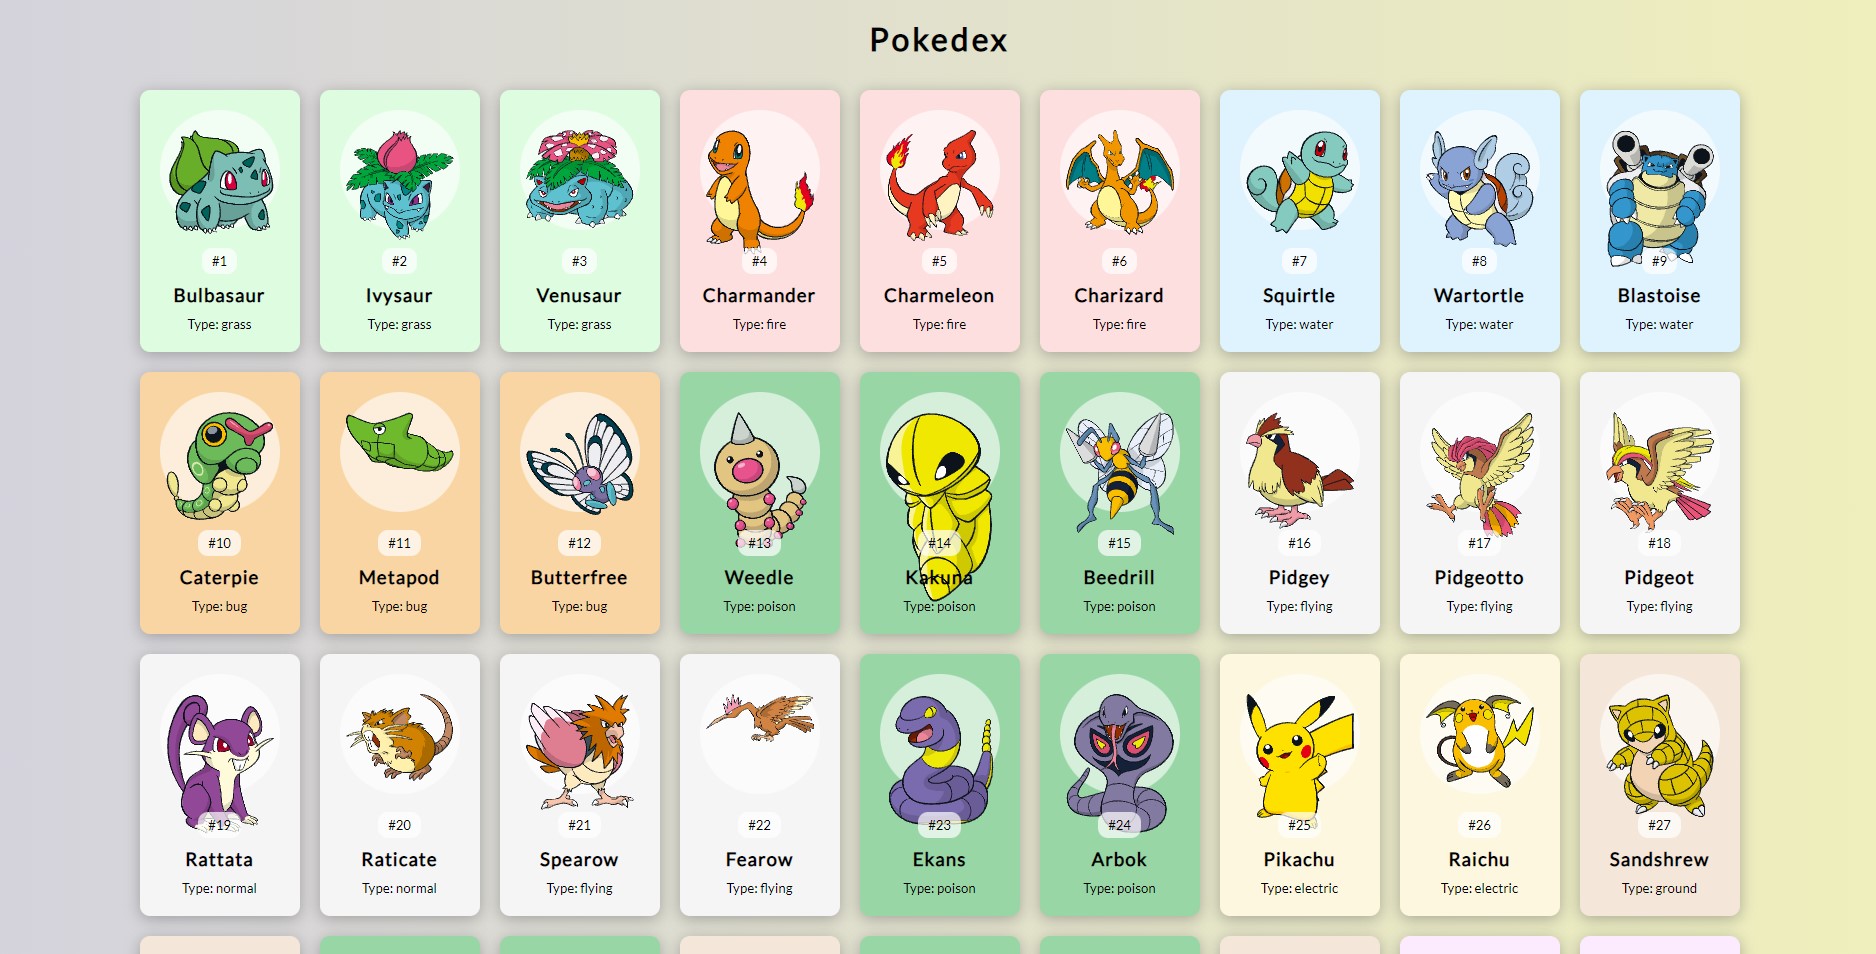 Pokedex
#1
Bulbasaur
Type: grass
#2
Ivysaur
Type: grass
#3
Venusaur
Type: grass
#4
Charmander
Type: fire
#5
Charmeleon
Type: fire
#6
Charizard
Type: fire
#7
Squirtle
Type: water
#8
Wartortle
Type: water
#9
Blastoise
Type: water
#10
Caterpie
Type: bug
#11
Metapod
Type: bug
#12
Butterfree
Type: bug
#13
Weedle
Type: poison
#14
Kakuna
Type: poison
#15
Beedrill
Type: poison
#16
Pidgey
Type: flying
#17
Pidgeotto
Type: flying
#18
Pidgeot
Type: flying
#19
Rattata
Type: normal
#20
Raticate
Type: normal
#21
Spearow
Type: flying
#22
Fearow
Type: flying
#23
Ekans
Type: poison
#24
Arbok
Type: poison
#25
Pikachu
Type: electric
#26
Raichu
Type: electric
#27
Sandshrew
Type: ground